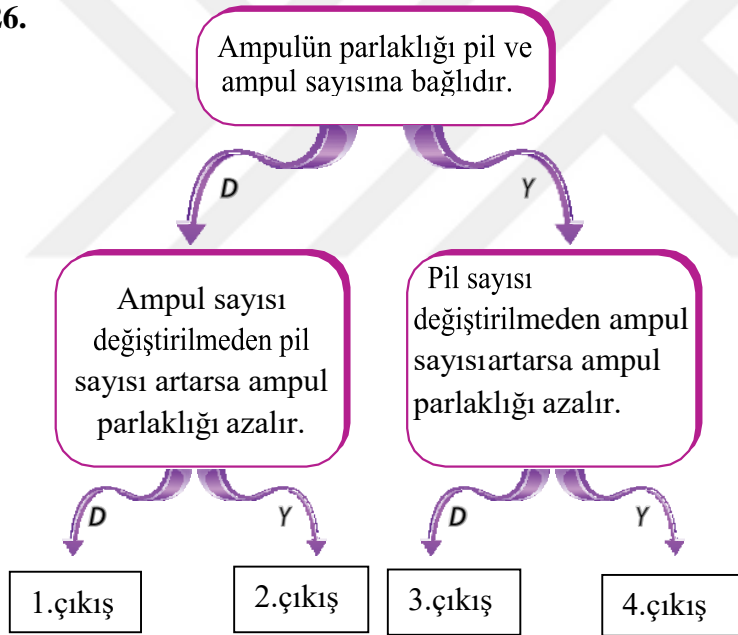 26.
Ampulün parlaklığı pil ve
ampul sayısına bağlıdır.
D
Y
Ampul sayısı
değiştirilmeden pil
sayısı artarsa ampul
parlaklığı azalır.
Pil sayısı
değiştirilmeden ampul
sayısıartarsa ampul
parlaklığı azalır.
D
Y
D
Y
1.çıkış
2.çıkış
3.çıkış
4.çıkış